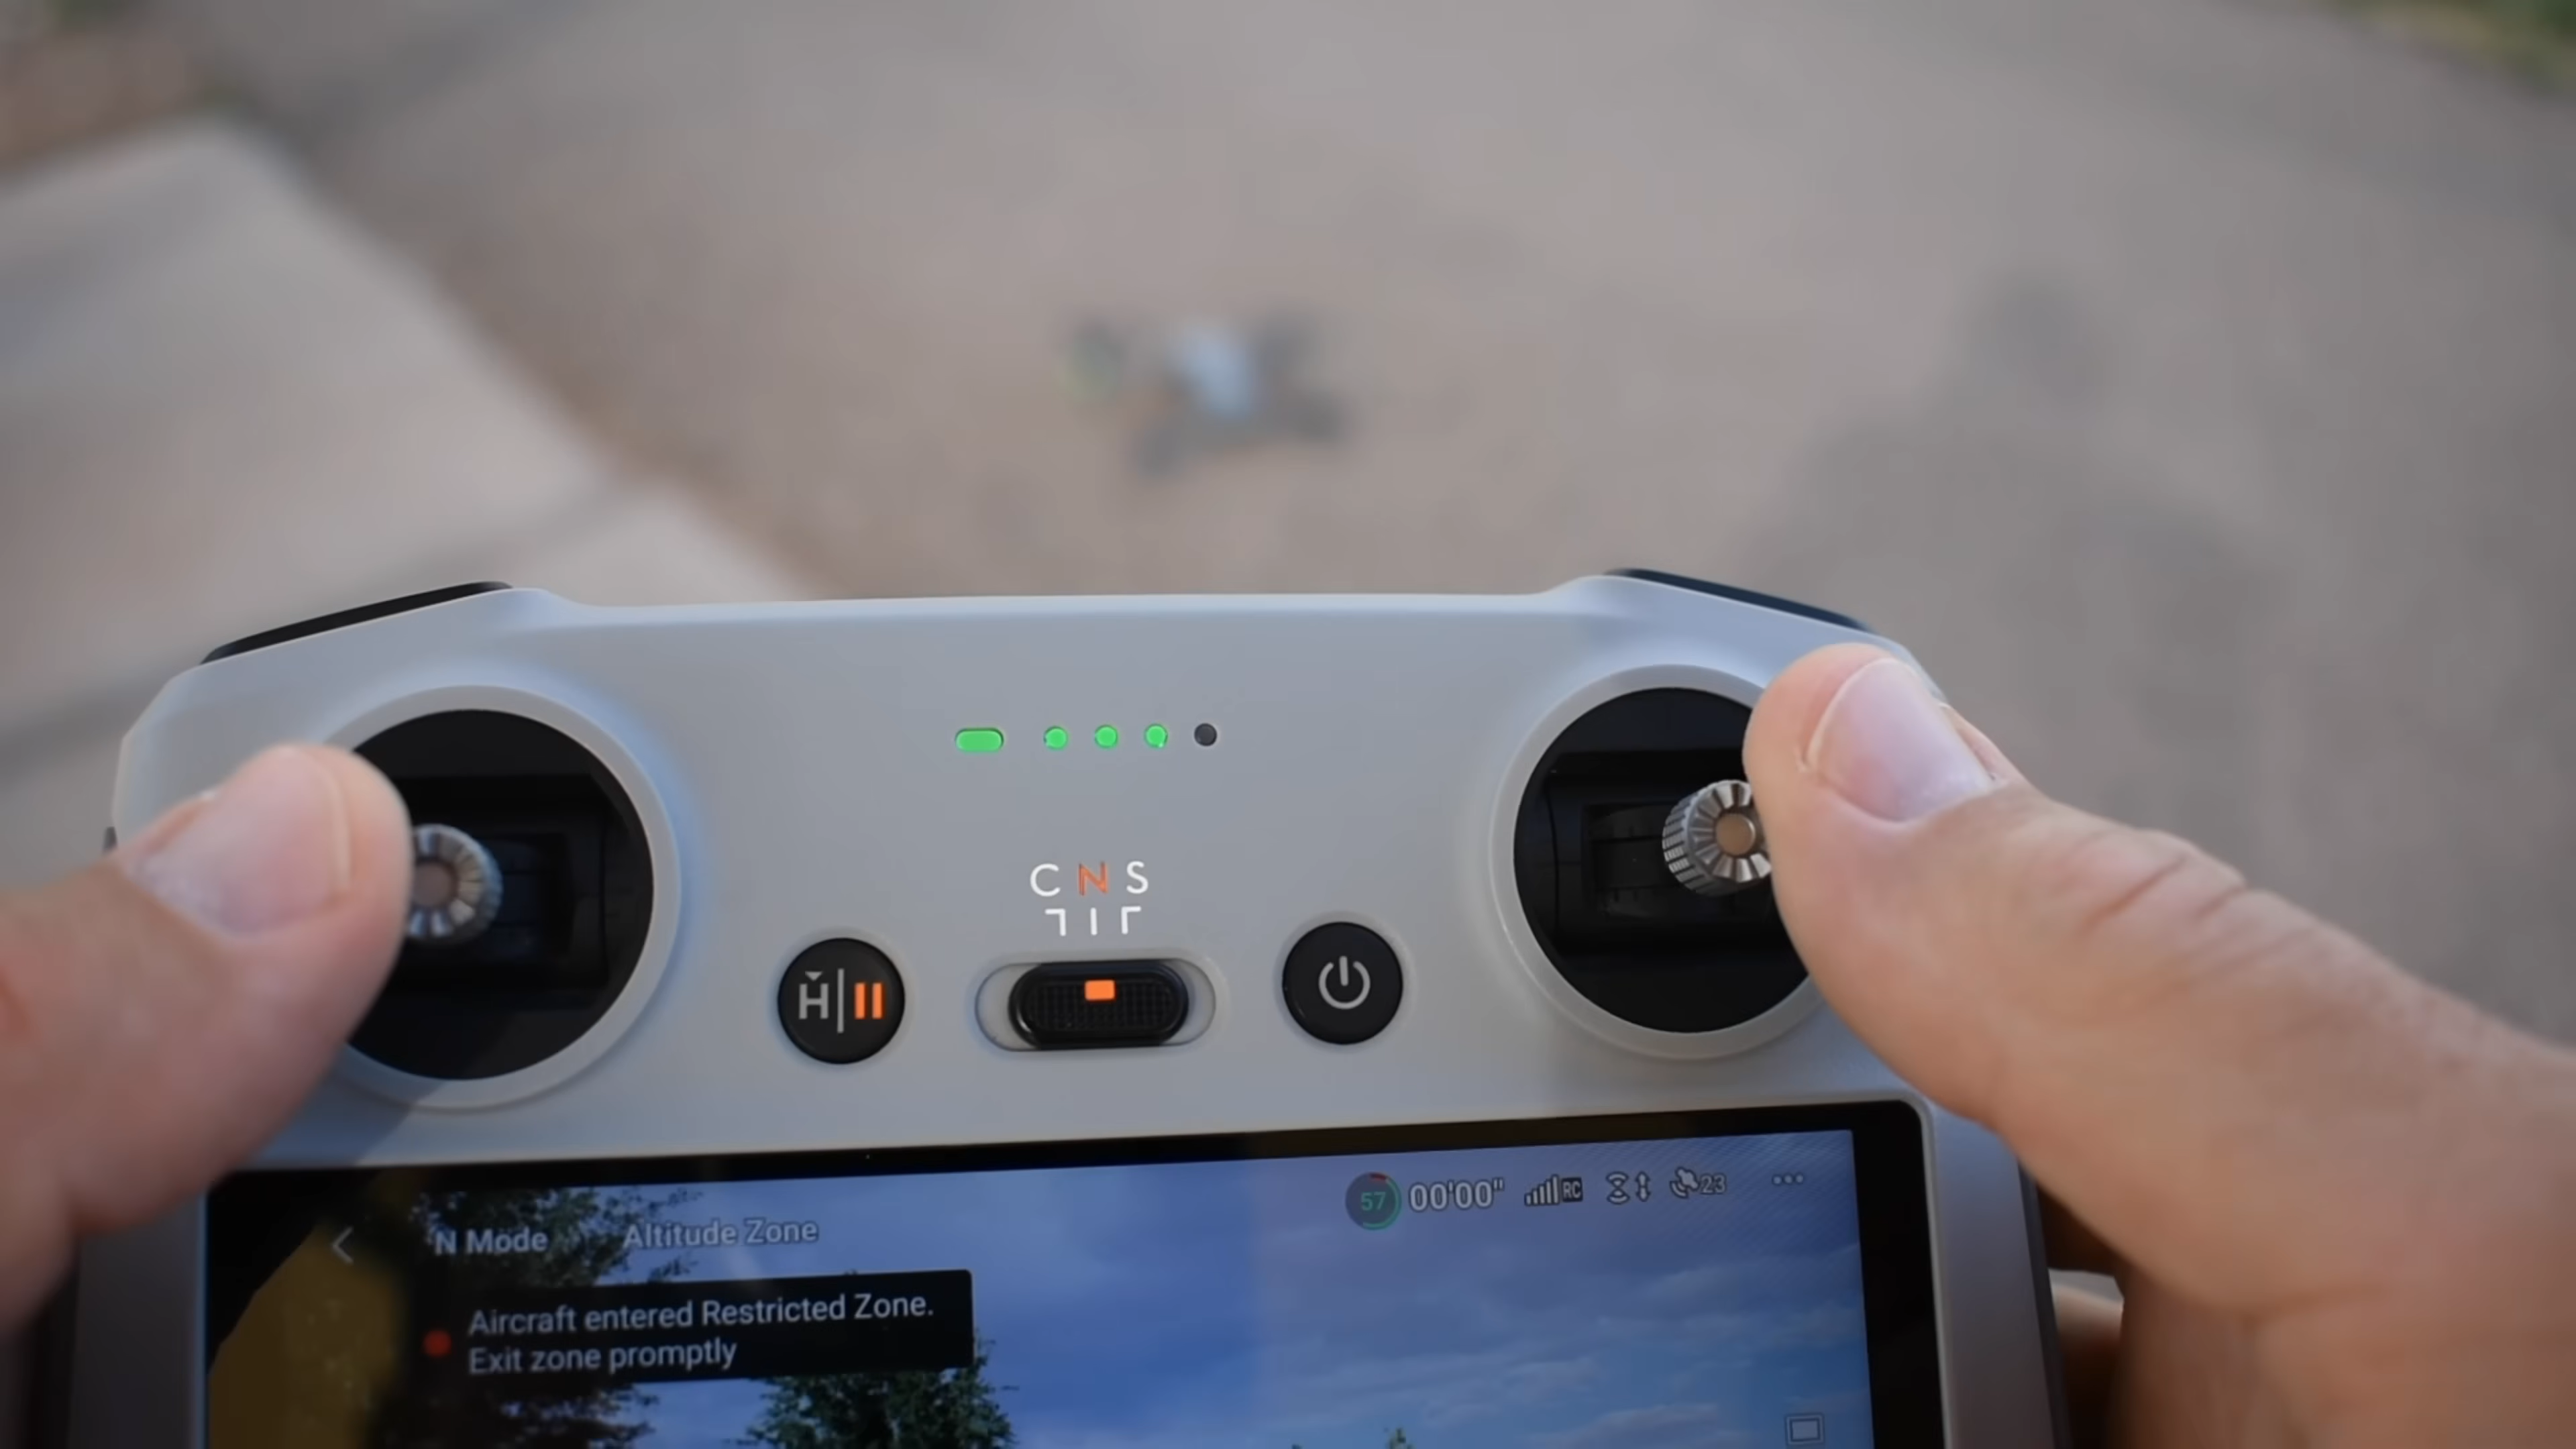 C N S
H
N Mode Altitude Zone 57 00'00" RC 23
Aircraft entered Restricted Zone.
Exit zone promptly